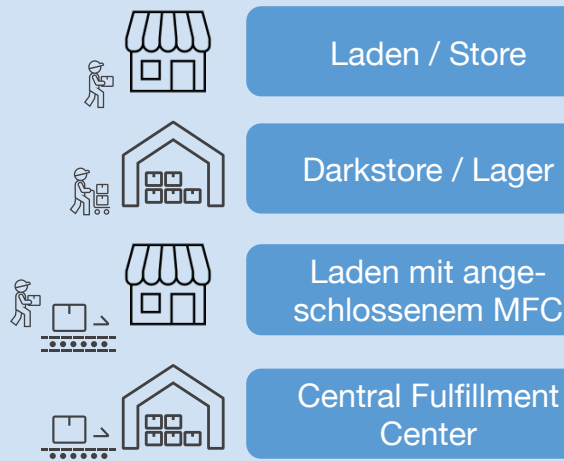 Laden / Store
Darkstore / Lager
Laden mit ange-
schlossenem MFC
Central Fulfillment
Center